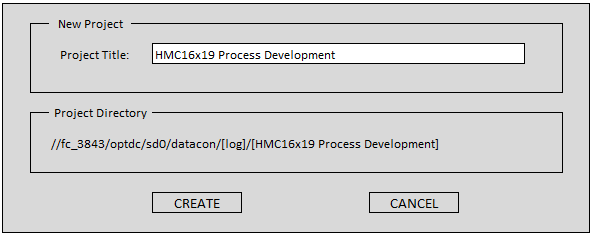 New Project
Project Title: HMC16x19 Process Development
Project Directory
//fc_3843/optdc/sd0/datacon/[log]/[HMC16x19 Process Development]
CREATE CANCEL